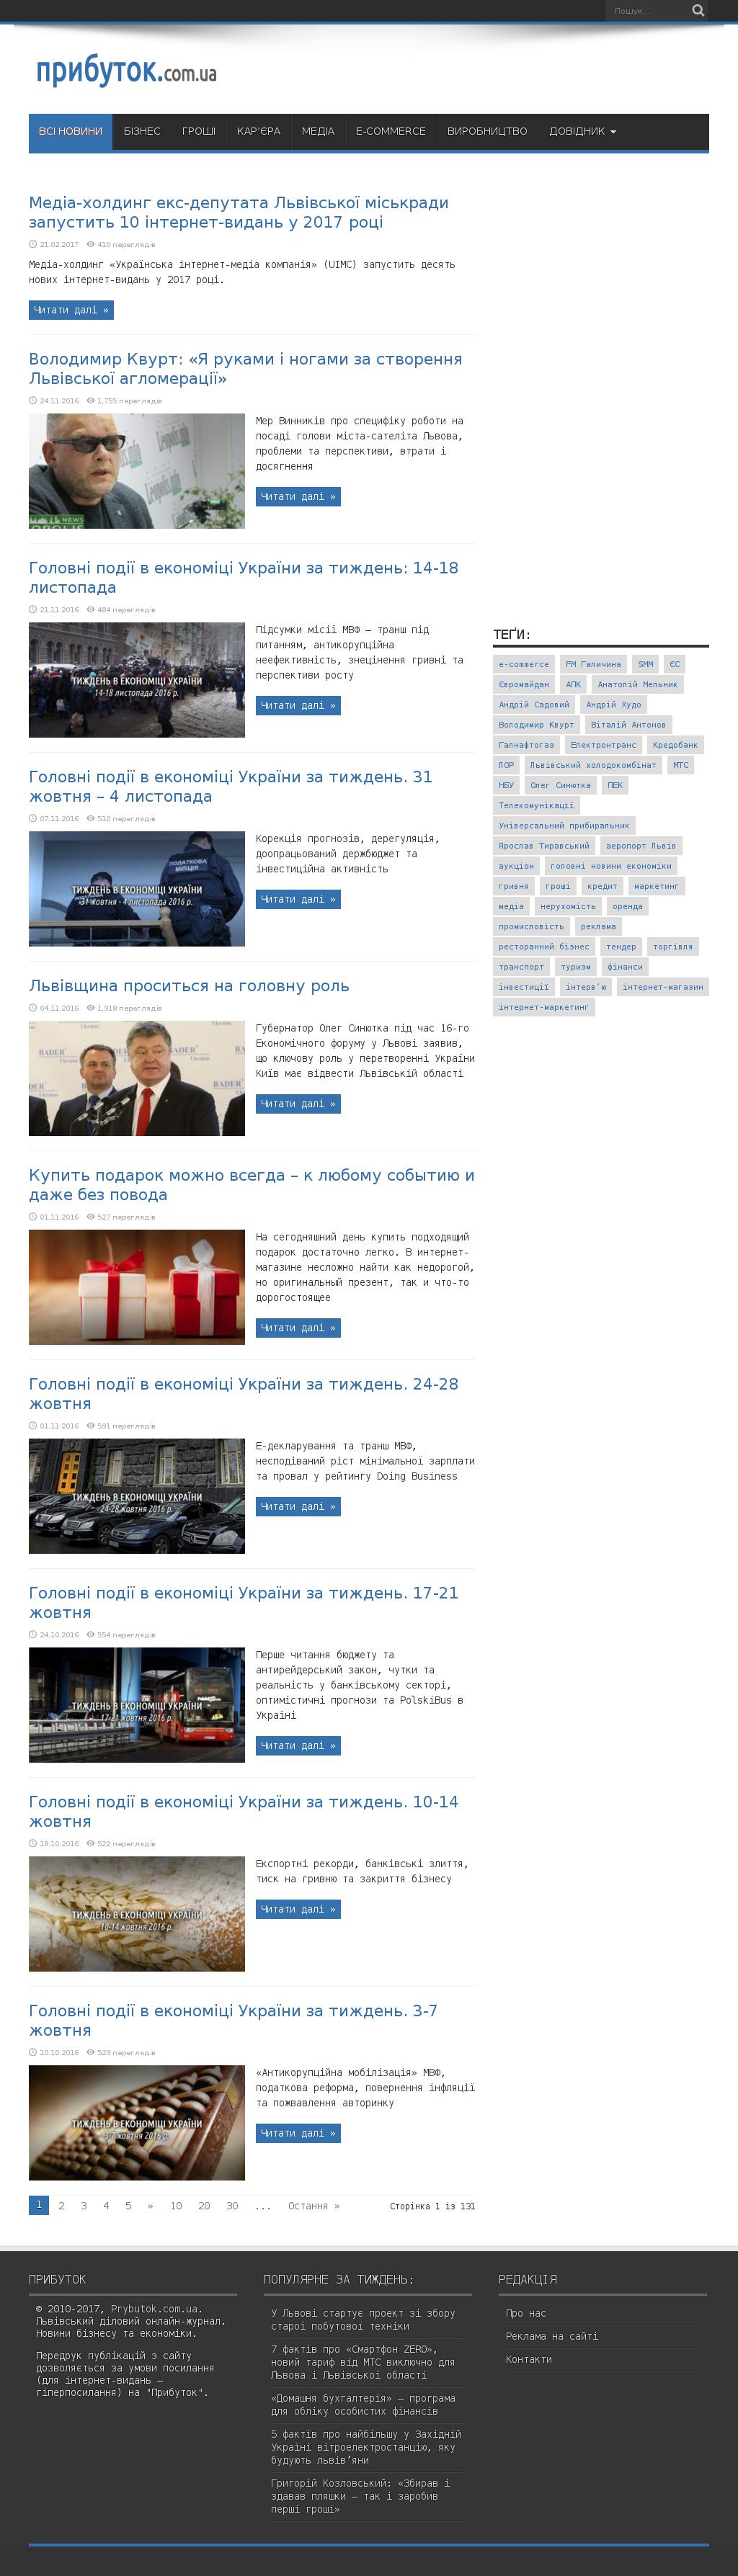 Пошук...
прибуток.com.ua
ВСІ НОВИНИ БІЗНЕС ГРОШІ КАР'ЄРА МЕДІА E-COMMERCE ВИРОБНИЦТВО ДОВІДНИК
Медіа-холдинг екс-депутата Львівської міськради
запустить 10 інтернет-видань у 2017 році
21.02.2017 410 переглядів
Медіа-холдинг «Українська інтернет-медіа компанія» (UIMC) запустить десять
нових інтернет-видань у 2017 році.
Читати далі »
Володимир Квурт: «Я руками і ногами за створення
Львівської агломерації»
24.11.2016 1,755 переглядів
Мер Винників про специфіку роботи на
посаді голови міста-сателіта Львова,
проблеми та перспективи, втрати і
досягнення
Читати далі »
Головні події в економіці України за тиждень: 14-18
листопада
21.11.2016 484 переглядів
ТИЖДЕНЬ В ЕКОНОМІЦІ УКРАЇНИ
14-18 листопада 2016 р.
Підсумки місії МВФ – транш під
питанням, антикорупційна
неефективність, знецінення гривні та
перспективи росту
Читати далі »
Головні події в економіці України за тиждень. 31
жовтня – 4 листопада
07.11.2016 510 переглядів
ТИЖДЕНЬ В ЕКОНОМІЦІ УКРАЇНИ
31 жовтня - 4 листопада 2016 р.
Корекція прогнозів, дерегуляція,
доопрацьований держбюджет та
інвестиційна активність
Читати далі »
Львівщина проситься на головну роль
04.11.2016 1,918 переглядів
Губернатор Олег Синютка під час 16-го
Економічного форуму у Львові заявив,
що ключову роль у перетворенні України
Київ має відвести Львівській області
Читати далі »
Купить подарок можно всегда – к любому событию и
даже без повода
01.11.2016 527 переглядів
На сегодняшний день купить подходящий
подарок достаточно легко. В интернет-
магазине несложно найти как недорогой,
но оригинальный презент, так и что-то
дорогостоящее
Читати далі »
Головні події в економіці України за тиждень. 24-28
жовтня
01.11.2016 591 переглядів
ТИЖДЕНЬ В ЕКОНОМІЦІ УКРАЇНИ
24-28 жовтня 2016 р.
Е-декларування та транш МВФ,
несподіваний ріст мінімальної зарплати
та провал у рейтингу Doing Business
Читати далі »
Головні події в економіці України за тиждень. 17-21
жовтня
24.10.2016 554 переглядів
ТИЖДЕНЬ В ЕКОНОМІЦІ УКРАЇНИ
17-21 жовтня 2016 р.
Перше читання бюджету та
антирейдерський закон, чутки та
реальність у банківському секторі,
оптимістичні прогнози та PolskiBus в
Україні
Читати далі »
Головні події в економіці України за тиждень. 10-14
жовтня
18.10.2016 522 переглядів
ТИЖДЕНЬ В ЕКОНОМІЦІ УКРАЇНИ
10-14 жовтня 2016 р.
Експортні рекорди, банківські злиття,
тиск на гривню та закриття бізнесу
Читати далі »
Головні події в економіці України за тиждень. 3-7
жовтня
10.10.2016 523 переглядів
ТИЖДЕНЬ В ЕКОНОМІЦІ УКРАЇНИ
3-7 жовтня 2016 р.
«Антикорупційна мобілізація» МВФ,
податкова реформа, повернення інфляції
та пожвавлення авторинку
Читати далі »
1 2 3 4 5 » 10 20 30 ... Остання » Сторінка 1 із 131
ТЕҐИ:
e-commerce FM Галичина SMM ЄС
Євромайдан АПК Анатолій Мельник
Андрій Садовий Андрій Худо
Володимир Квурт Віталій Антонов
Галнафтогаз Електронтранс Кредобанк
ЛОР Львівський холодокомбінат МТС
НБУ Олег Синютка ПЕК
Телекомунікації
Універсальний прибиральник
Ярослав Тиравський аеропорт Львів
аукціон головні новини економіки
гривня гроші кредит маркетинг
медіа нерухомість оренда
промисловість реклама
ресторанний бізнес тендер торгівля
транспорт туризм фінанси
інвестиції інтерв'ю інтернет-магазин
інтернет-маркетинг
ПРИБУТОК
© 2010-2017, Prybutok.com.ua.
Львівський діловий онлайн-журнал.
Новини бізнесу та економіки.
Передрук публікацій з сайту
дозволяється за умови посилання
(для інтернет-видань –
гіперпосилання) на "Прибуток".
ПОПУЛЯРНЕ ЗА ТИЖДЕНЬ:
У Львові стартує проект зі збору
старої побутової техніки
7 фактів про «Смартфон ZERO»,
новий тариф від МТС виключно для
Львова і Львівської області
«Домашня бухгалтерія» – програма
для обліку особистих фінансів
5 фактів про найбільшу у Західній
Україні вітроелектростанцію, яку
будують львів'яни
Григорій Козловський: «Збирав і
здавав пляшки – так і заробив
перші гроші»
РЕДАКЦІЯ
Про нас
Реклама на сайті
Контакти